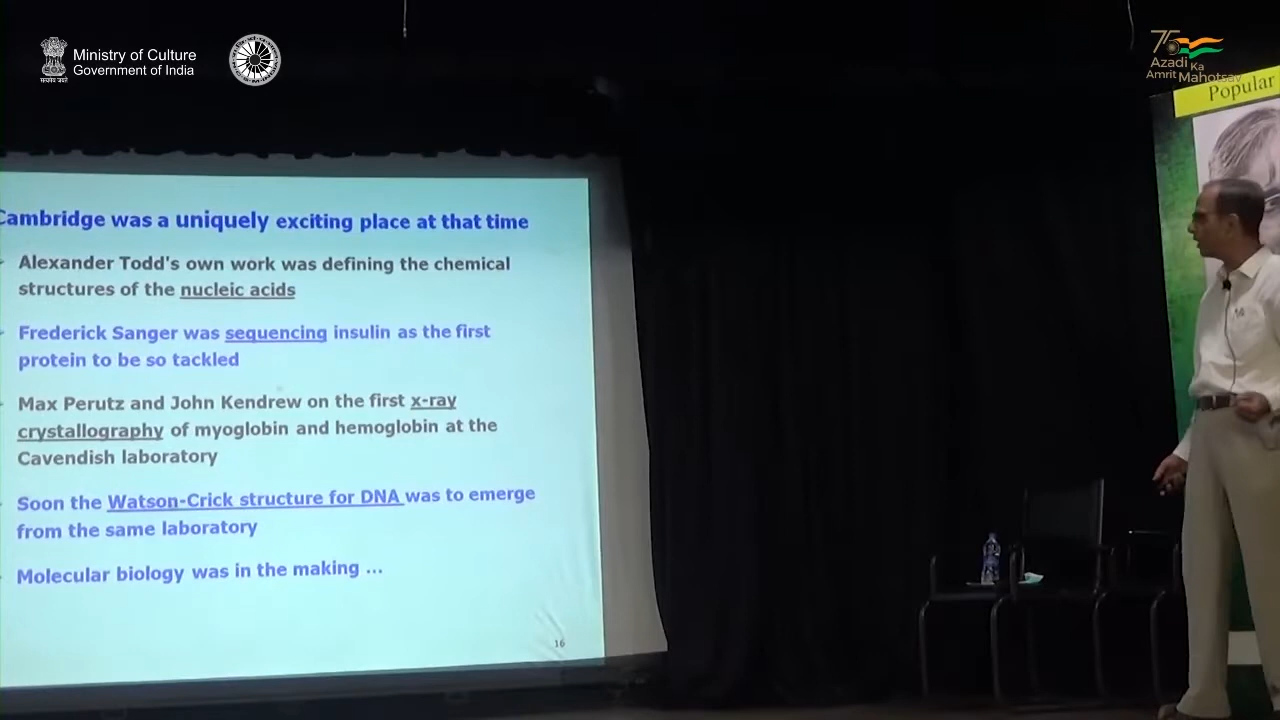 Ministry of Culture
Government of India
सत्यमेव जयते
75
Azadi Ka
Amrit Mahotsav
Popular
Cambridge was a uniquely exciting place at that time
Alexander Todd's own work was defining the chemical
structures of the nucleic acids
Frederick Sanger was sequencing insulin as the first
protein to be so tackled
Max Perutz and John Kendrew on the first x-ray
crystallography of myoglobin and hemoglobin at the
Cavendish laboratory
Soon the Watson-Crick structure for DNA was to emerge
from the same laboratory
Molecular biology was in the making ...
16